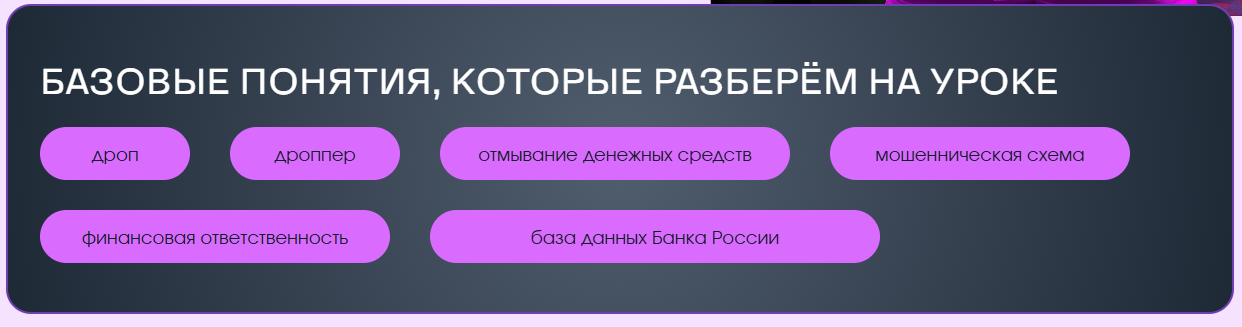 БАЗОВЫЕ ПОНЯТИЯ, КОТОРЫЕ РАЗБЕРЁМ НА УРОКЕ
дроп
дроппер
отмывание денежных средств
мошенническая схема
финансовая ответственность
база данных Банка России